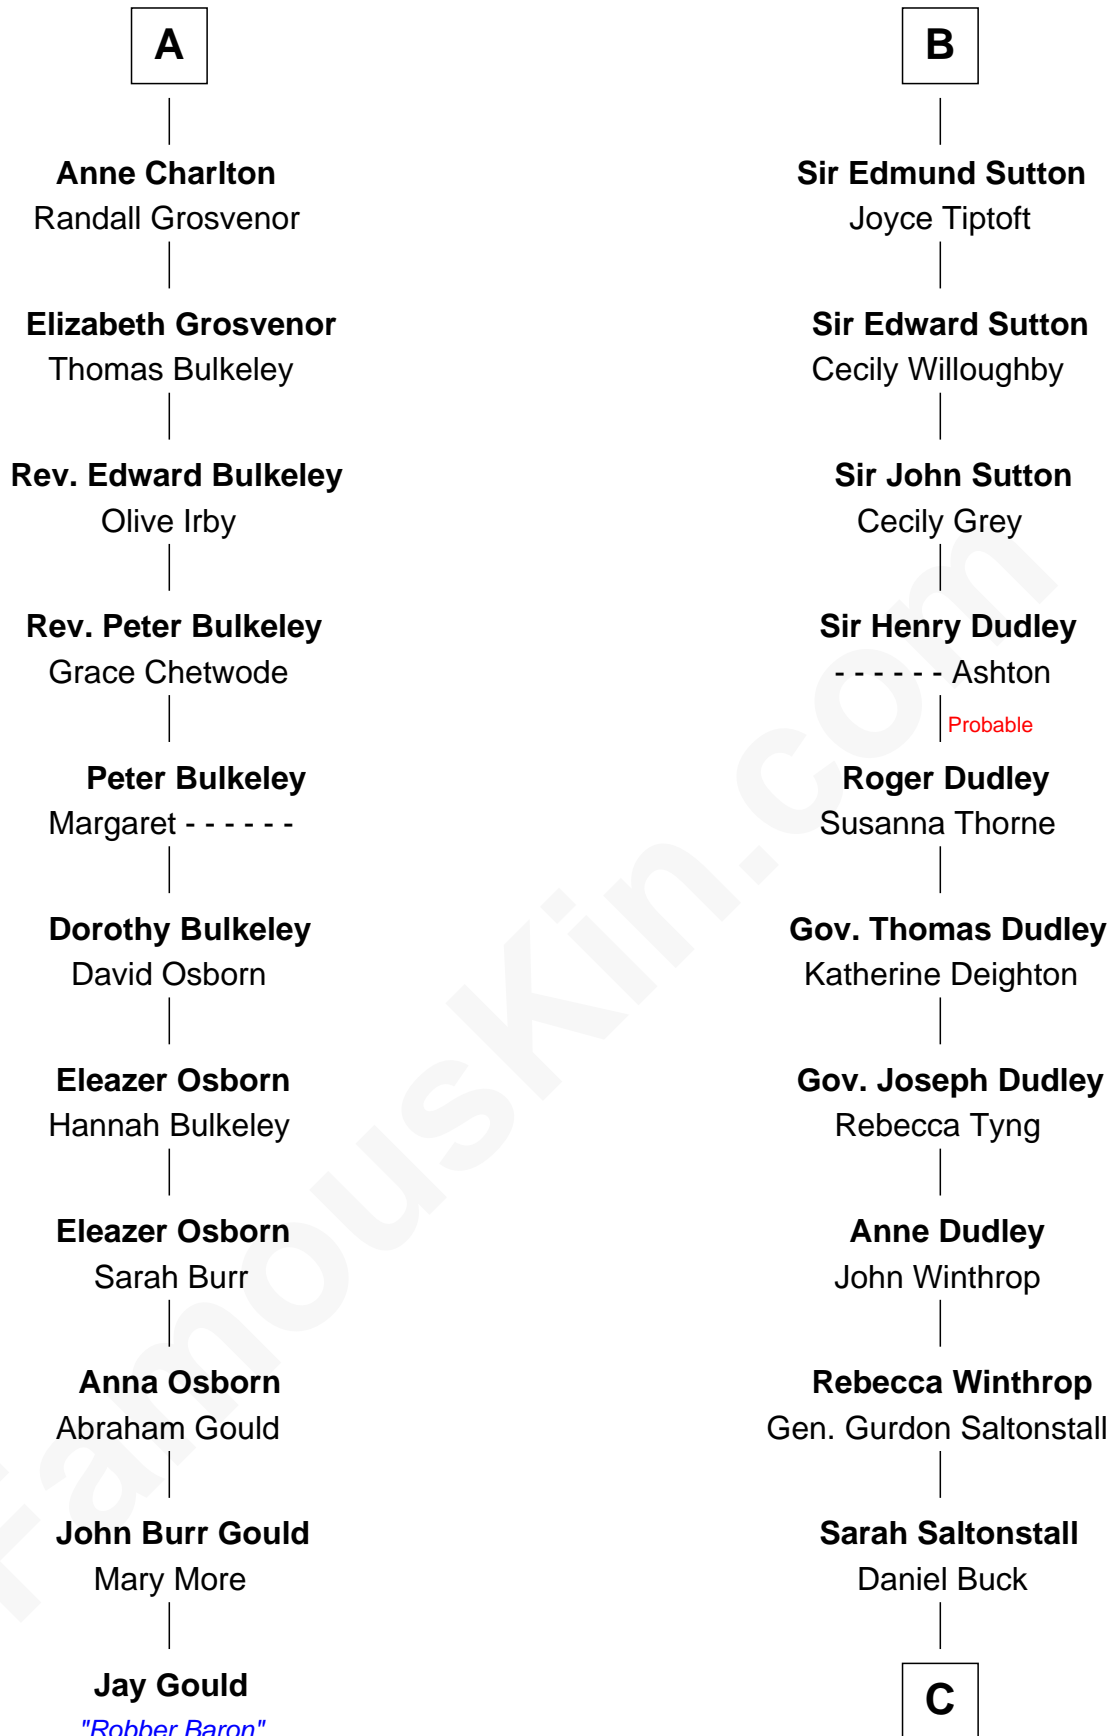 A
Anne Charlton
Randall Grosvenor
Elizabeth Grosvenor
Thomas Bulkeley
Rev. Edward Bulkeley
Olive Irby
Rev. Peter Bulkeley
Grace Chetwode
Peter Bulkeley
Margaret - - - - - -
Dorothy Bulkeley
David Osborn
Eleazer Osborn
Hannah Bulkeley
Eleazer Osborn
Sarah Burr
Anna Osborn
Abraham Gould
John Burr Gould
Mary More
Jay Gould
"Robber Baron"
B
Sir Edmund Sutton
Joyce Tiptoft
Sir Edward Sutton
Cecily Willoughby
Sir John Sutton
Cecily Grey
Sir Henry Dudley
- - - - - - Ashton
Probable
Roger Dudley
Susanna Thorne
Gov. Thomas Dudley
Katherine Deighton
Gov. Joseph Dudley
Rebecca Tyng
Anne Dudley
John Winthrop
Rebecca Winthrop
Gen. Gurdon Saltonstall
Sarah Saltonstall
Daniel Buck
C
FamousKin.com